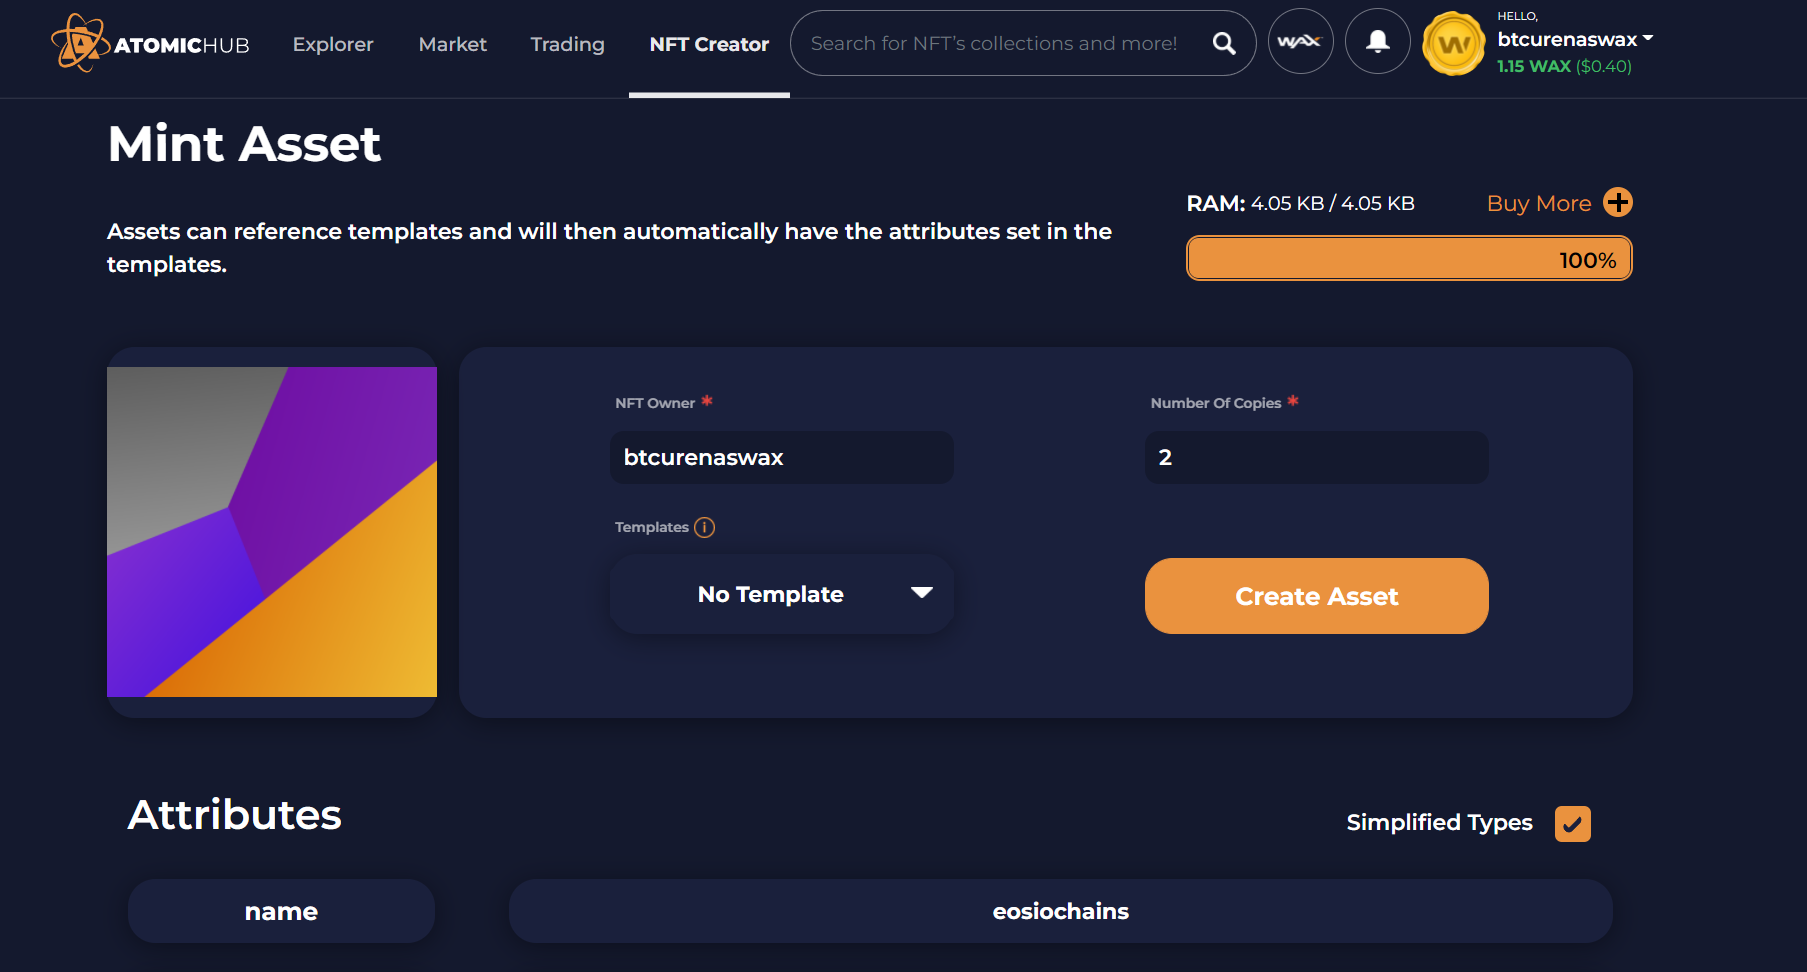 ATOMICHUB
Explorer
Market
Trading
NFT Creator
Search for NFT's collections and more!
WAX
W
HELLO,
btcurenaswax
1.15 WAX ($0.40)
Mint Asset
Assets can reference templates and will then automatically have the attributes set in the
templates.
RAM: 4.05 KB / 4.05 KB
Buy More
100%
NFT Owner *
btcurenaswax
Number Of Copies *
2
Templates i
No Template
Create Asset
Attributes
Simplified Types
name
eosiochains